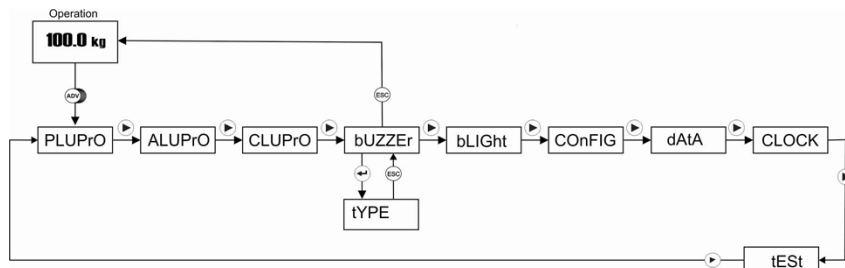 Operation
100.0 kg
ADV
ESC
PLUPrO
ALUPrO
CLUPrO
bUZZEr
bLIGht
COnFIG
dAtA
CLOCK
ESC
tYPE
tESt